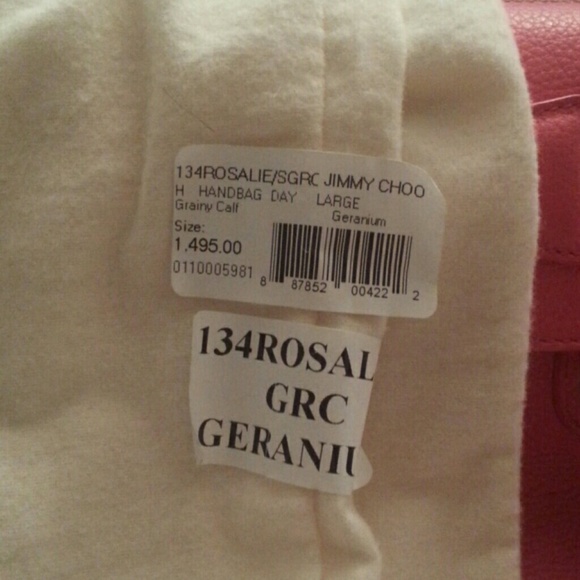 134ROSALIE/SGRC JIMMY CHOO
H HANDBAG DAY LARGE
Grainy Calf Geranium
Size:
1,495.00
0110005981
8 87852 00422 2
134ROSAL
GRC
GERANIU